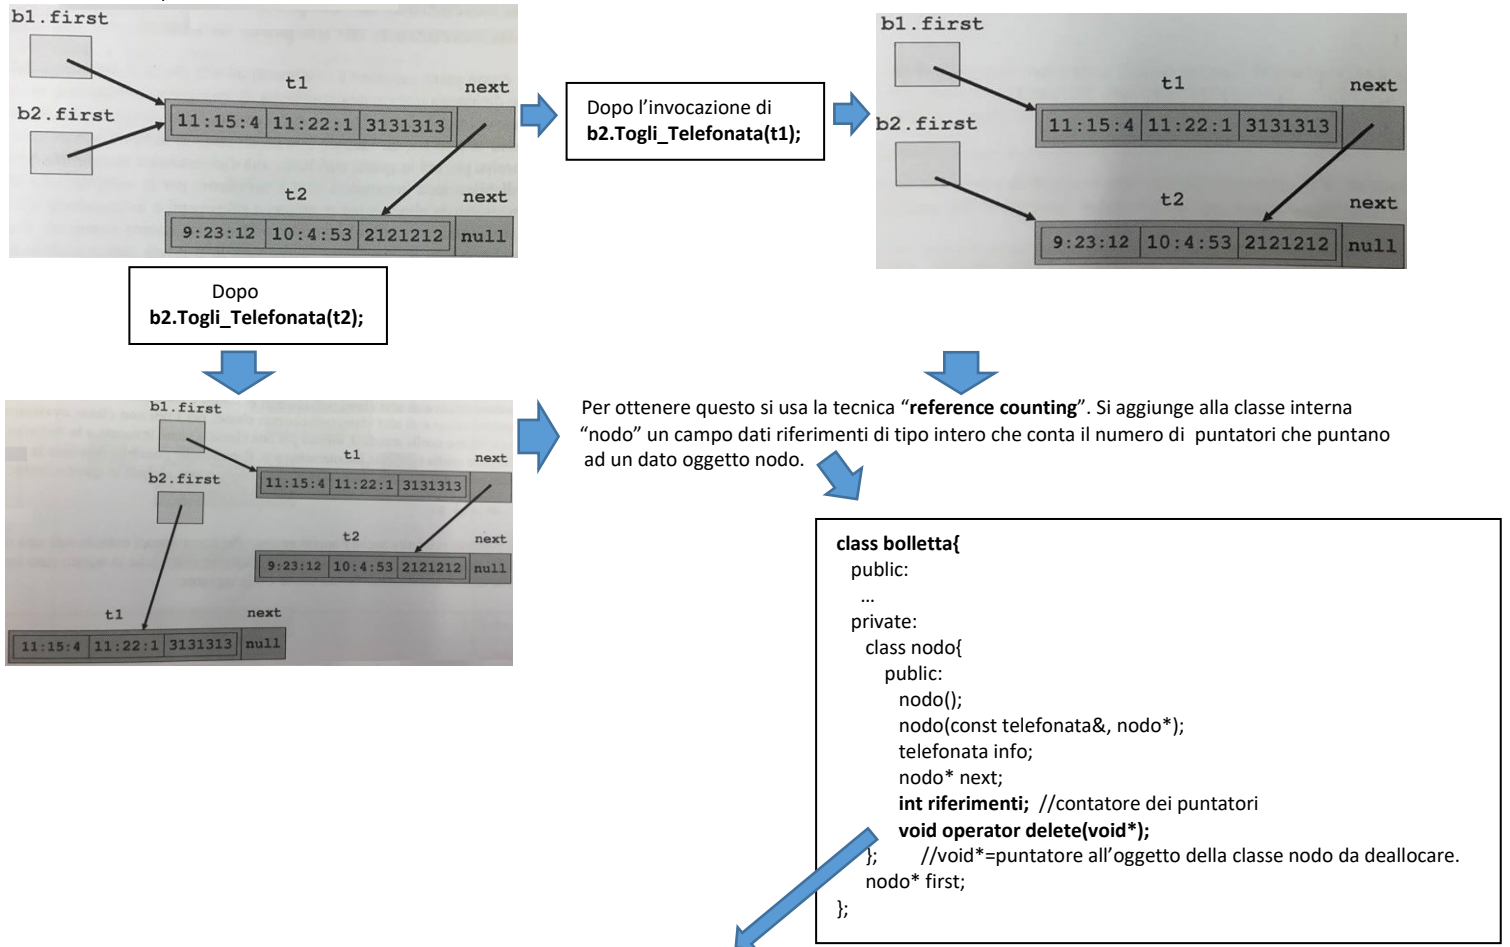 b1.first
t1
next
b2.first
11:15:4 11:22:1 3131313
t2
next
9:23:12 10:4:53 2121212 null
Dopo l'invocazione di
b2.Togli_Telefonata(t1);
b1.first
t1
next
b2.first
11:15:4 11:22:1 3131313
t2
next
9:23:12 10:4:53 2121212 null
Dopo
b2.Togli_Telefonata(t2);
b1.first
t1
next
b2.first
11:15:4 11:22:1 3131313
t2
next
9:23:12 10:4:53 2121212 null
t1
next
11:15:4 11:22:1 3131313 null
Per ottenere questo si usa la tecnica “reference counting”. Si aggiunge alla classe interna
“nodo” un campo dati riferimenti di tipo intero che conta il numero di puntatori che puntano
ad un dato oggetto nodo.
class bolletta{
public:
…
private:
class nodo{
public:
nodo();
nodo(const telefonata&, nodo*);
telefonata info;
nodo* next;
int riferimenti; //contatore dei puntatori
void operator delete(void*);
}; //void*=puntatore all'oggetto della classe nodo da deallocare.
nodo* first;
};